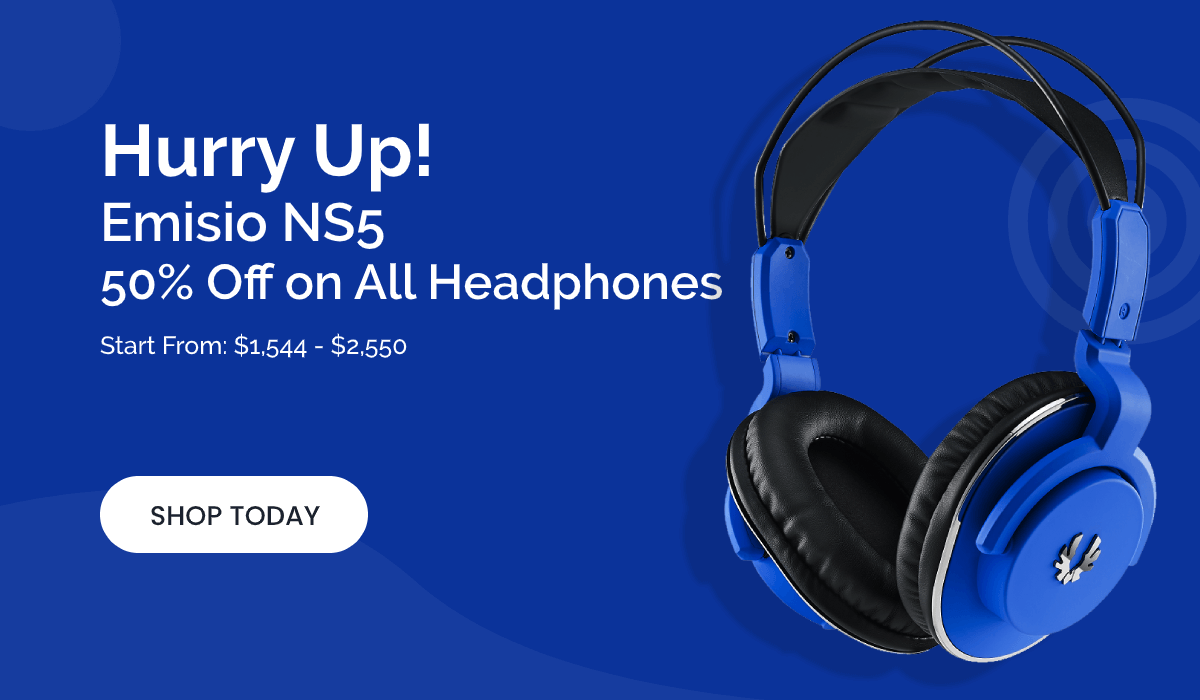 Hurry Up!
Emisio NS5
50% Off on All Headphones
Start From: $1,544 - $2,550
SHOP TODAY